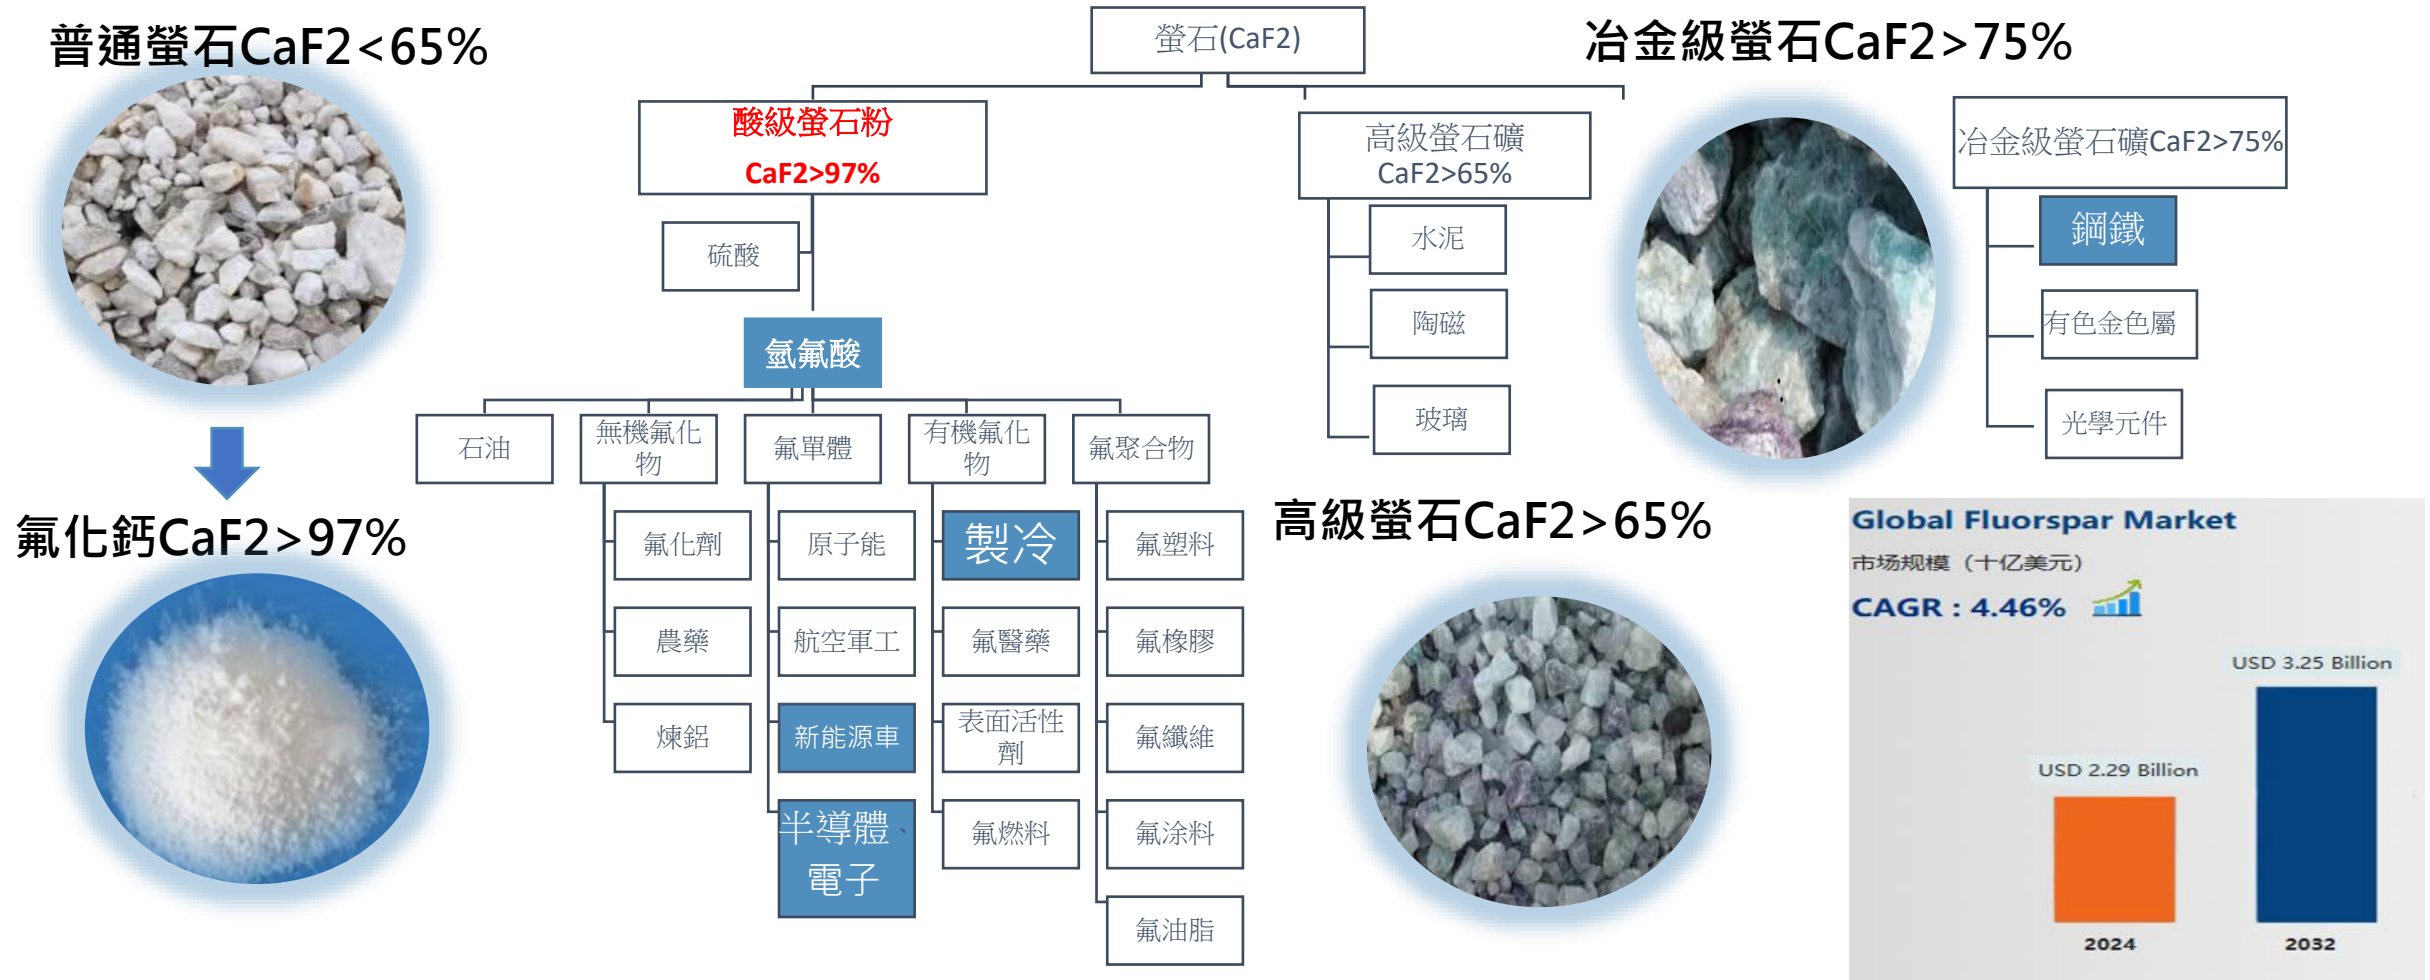 普通螢石CaF2<65%
螢石(CaF2)
冶金級螢石CaF2>75%
酸級螢石粉
CaF2>97%
高級螢石礦
CaF2>65%
冶金級螢石礦CaF2>75%
硫酸
水泥
鋼鐵
氫氟酸
陶磁
有色金色屬
石油
無機氟化
物
氟單體
有機氟化
物
氟聚合物
玻璃
光學元件
氟化鈣CaF2>97%
氟化劑
原子能
製冷
氟塑料
高級螢石CaF2>65%
農藥
航空軍工
氟醫藥
氟橡膠
煉鋁
新能源車
表面活性
劑
氟纖維
半導體、
電子
氟燃料
氟涂料
氟油脂
Global Fluorspar Market
市场规模（十亿美元）
CAGR : 4.46%
USD 3.25 Billion
USD 2.29 Billion
2024
2032